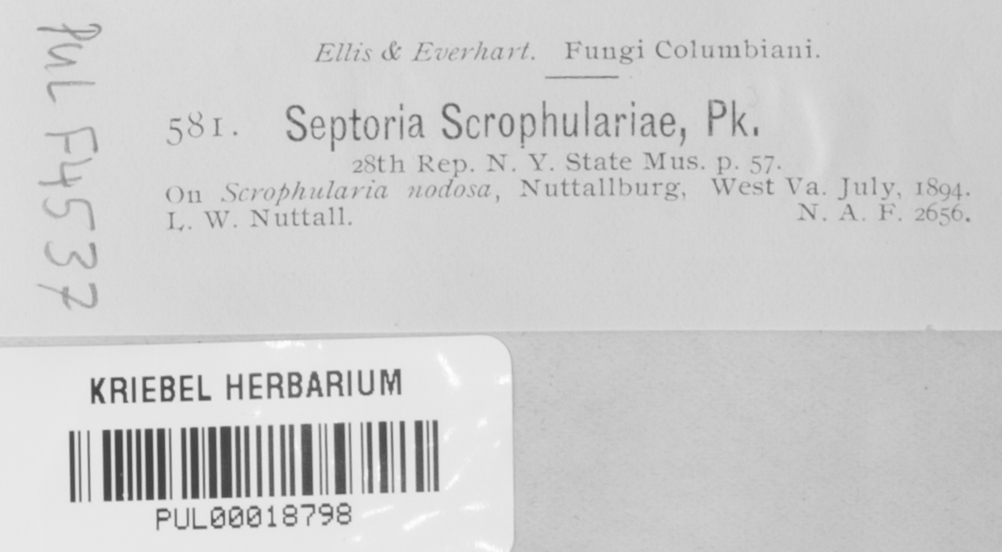 Ellis & Everhart. Fungi Columbiani.
581. Septoria Scrophulariae, Pk.
28th Rep. N. Y. State Mus. p. 57.
On Scrophularia nodosa, Nuttallburg, West Va. July, 1894.
L. W. Nuttall. N. A. F. 2656.
PUL F4537
KRIEBEL HERBARIUM
PUL00018798